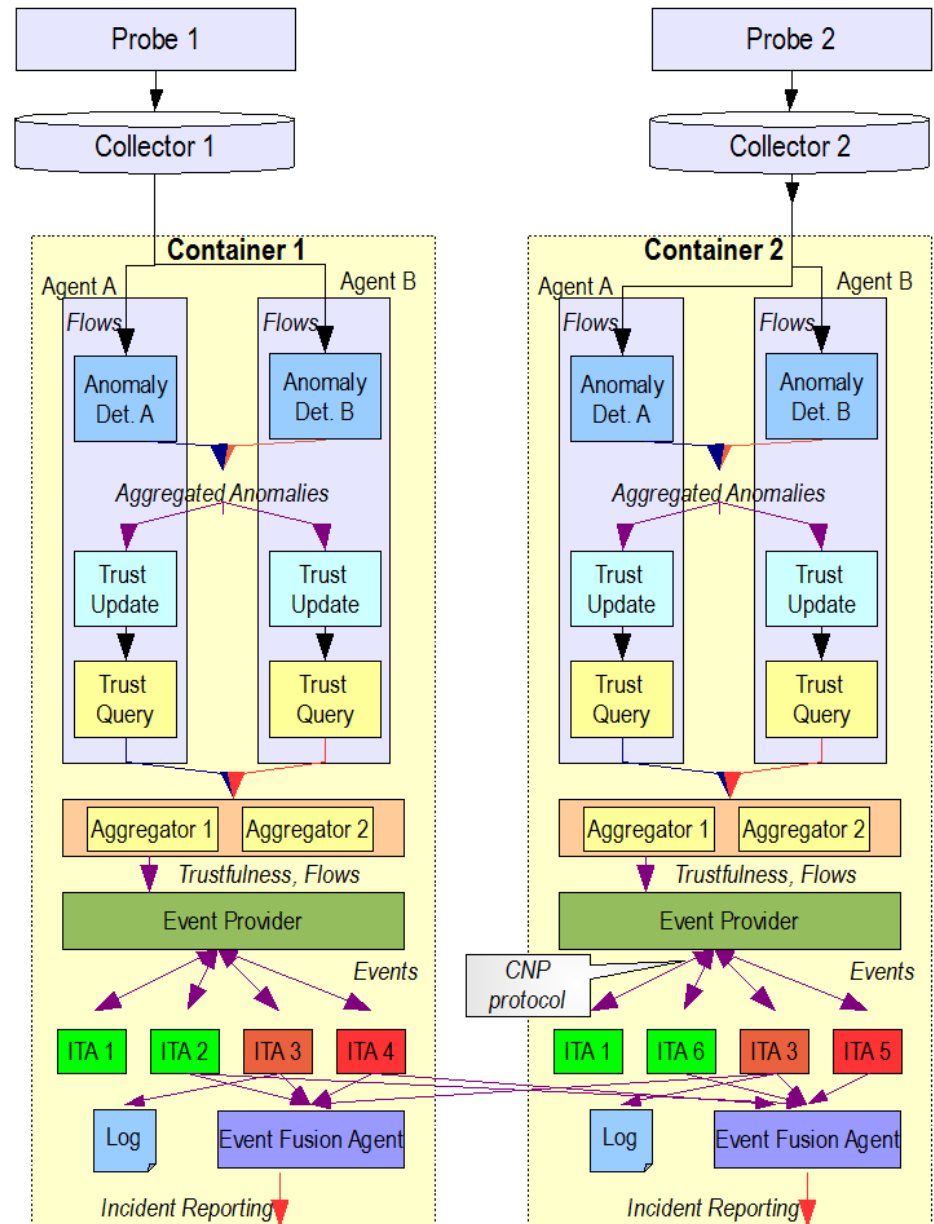 Probe 1
Probe 2
Collector 1
Collector 2
Container 1
Container 2
Agent A
Agent B
Agent A
Agent B
Flows
Flows
Flows
Flows
Anomaly
Det. A
Anomaly
Det. B
Anomaly
Det. A
Anomaly
Det. B
Aggregated Anomalies
Aggregated Anomalies
Trust
Update
Trust
Update
Trust
Update
Trust
Update
Trust
Query
Trust
Query
Trust
Query
Trust
Query
Aggregator 1
Aggregator 2
Aggregator 1
Aggregator 2
Trustfulness, Flows
Trustfulness, Flows
Event Provider
Event Provider
Events
CNP
protocol
Events
ITA 1
ITA 2
ITA 3
ITA 4
ITA 1
ITA 6
ITA 3
ITA 5
Log
Event Fusion Agent
Log
Event Fusion Agent
Incident Reporting
Incident Reporting